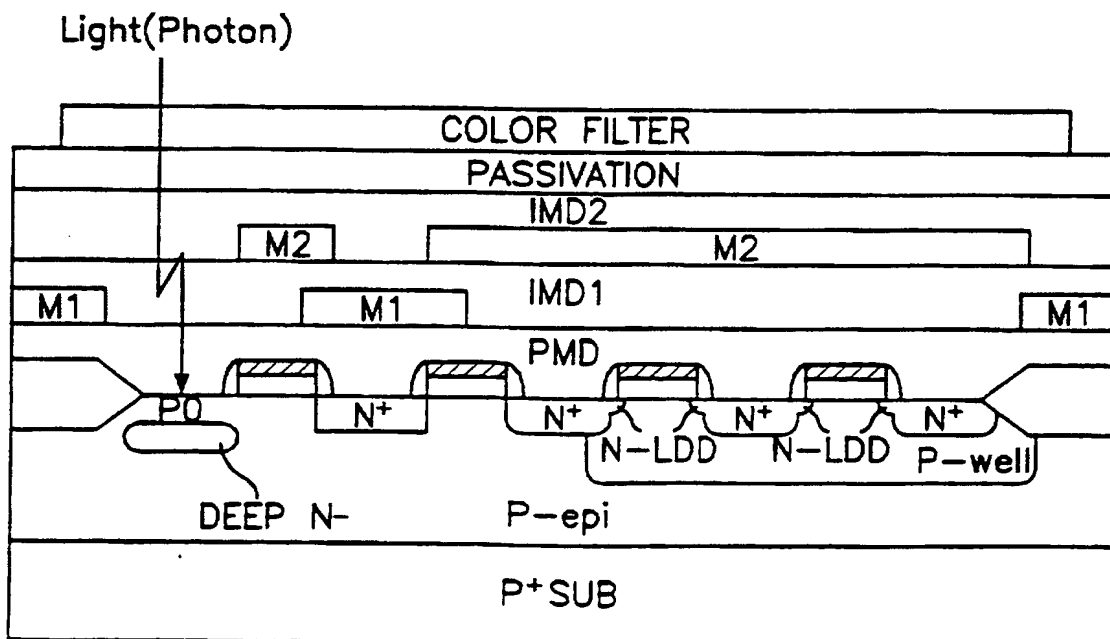 Light(Photon)
COLOR FILTER
PASSIVATION
IMD2
M2
M2
IMD1
M1
M1
M1
PMD
P0
N+
N+
N+
N+
N-LDD
N-LDD
P-well
DEEP N-
P-epi
P+ SUB